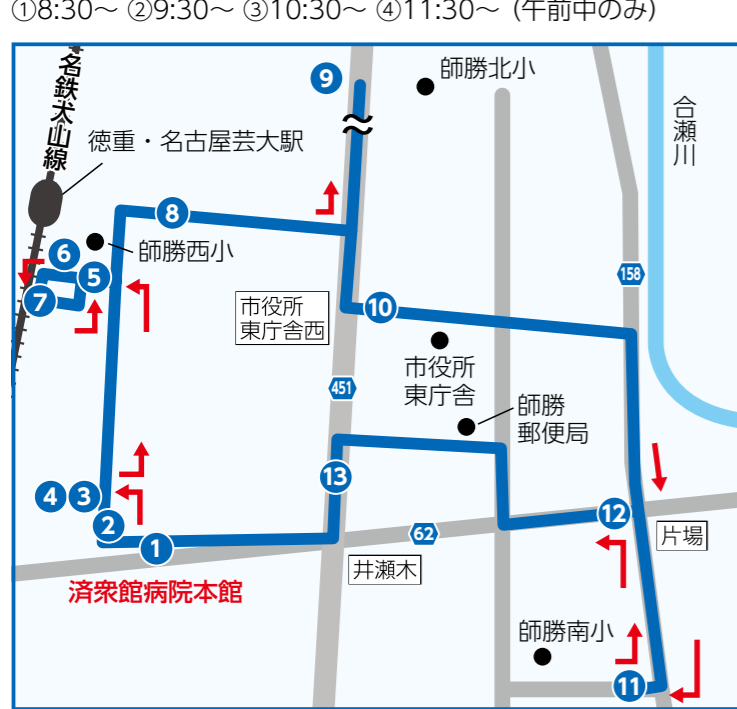 ①8:30～ ②9:30～ ③10:30～ ④11:30～（午前中のみ）
名鉄犬山線
徳重・名古屋芸大駅
9
師勝北小
合瀬川
8
師勝西小
6
5
7
158
市役所
東庁舎西
10
市役所
東庁舎
451
師勝
郵便局
4
3
13
2
12
1
62
片場
井瀬木
済衆館病院本館
師勝南小
11